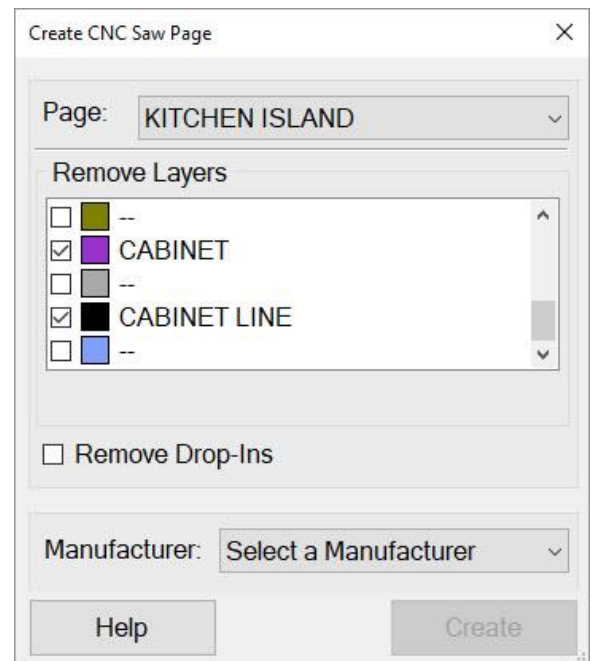 Create CNC Saw Page
Page: KITCHEN ISLAND
Remove Layers
--
CABINET
--
CABINET LINE
--
Remove Drop-Ins
Manufacturer: Select a Manufacturer
Help Create